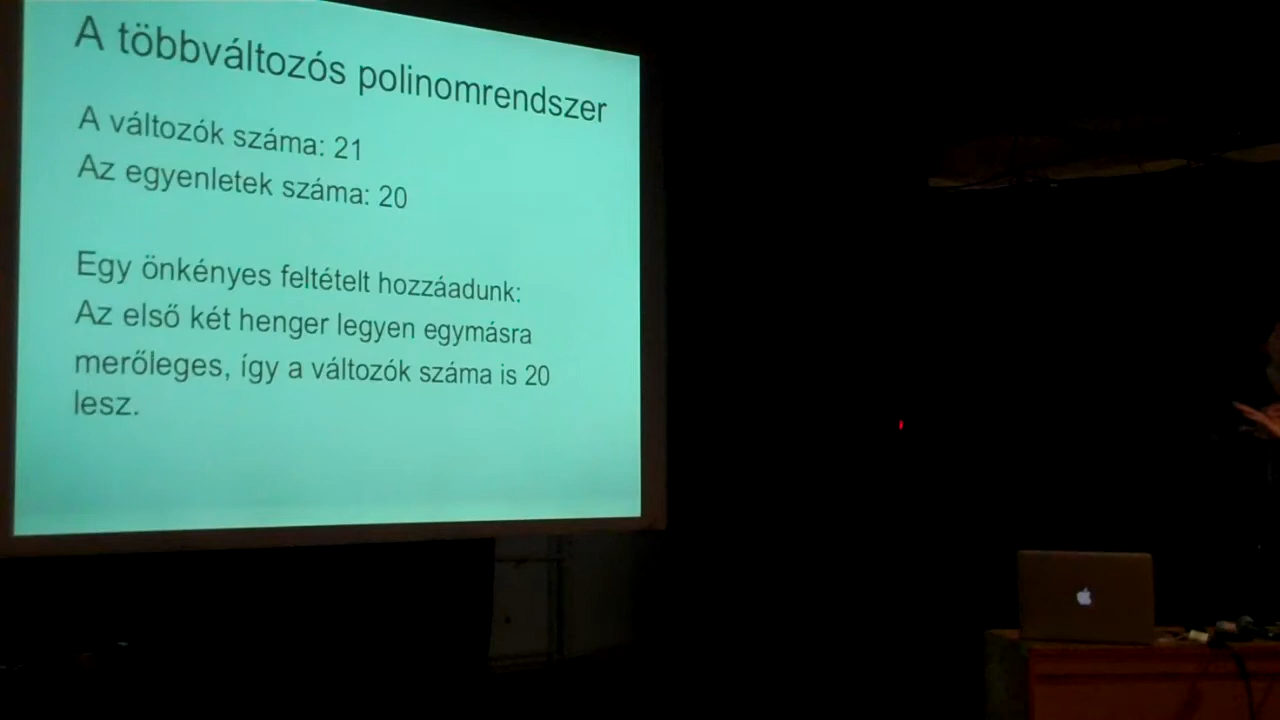 A többváltozós polinomrendszer
A változók száma: 21
Az egyenletek száma: 20
Egy önkényes feltételt hozzáadunk:
Az első két henger legyen egymásra
merőleges, így a változók száma is 20
lesz.